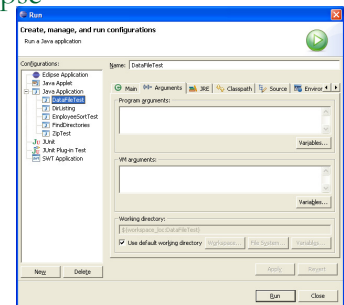 pse
Run
Create, manage, and run configurations
Run a Java application
Configurations:
Eclipse Application
Java Applet
Java Application
DataFileTest
DirListing
EmployeeSortTest
FindDirectories
ZipTest
JUnit
JUnit Plug-in Test
SWT Application
New
Delete
Name: DataFileTest
Main
Arguments
JRE
Classpath
Source
Environ
Program arguments:
Variables...
VM arguments:
Variables...
Working directory:
${workspace_loc:DataFileTest}
Use default working directory
Workspace...
File System...
Variables...
Apply
Revert
Run
Close